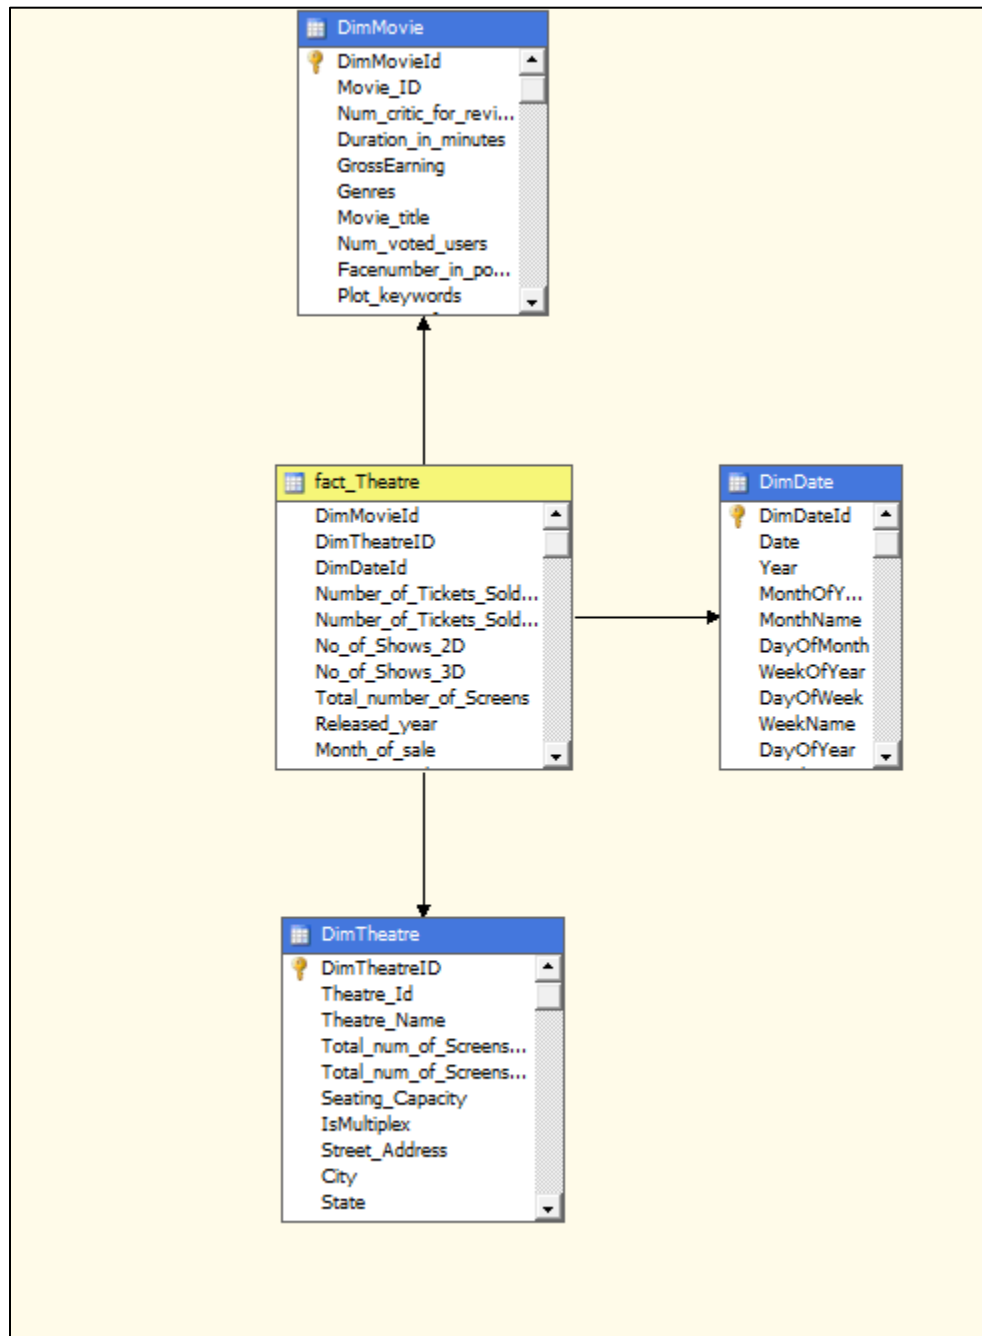 DimMovie
DimMovieId
Movie_ID
Num_critic_for_revi...
Duration_in_minutes
GrossEarning
Genres
Movie_title
Num_voted_users
Facenumber_in_po...
Plot_keywords
fact_Theatre
DimMovieId
DimTheatreID
DimDateId
Number_of_Tickets_Sold...
Number_of_Tickets_Sold...
No_of_Shows_2D
No_of_Shows_3D
Total_number_of_Screens
Released_year
Month_of_sale
DimDate
DimDateId
Date
Year
MonthOfY...
MonthName
DayOfMonth
WeekOfYear
DayOfWeek
WeekName
DayOfYear
DimTheatre
DimTheatreID
Theatre_Id
Theatre_Name
Total_num_of_Screens...
Total_num_of_Screens...
Seating_Capacity
IsMultiplex
Street_Address
City
State